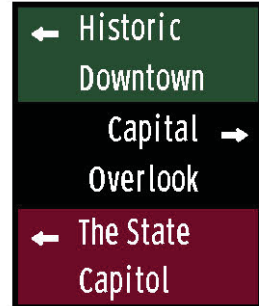 ← Historic
Downtown
Capital →
Overlook
← The State
Capitol